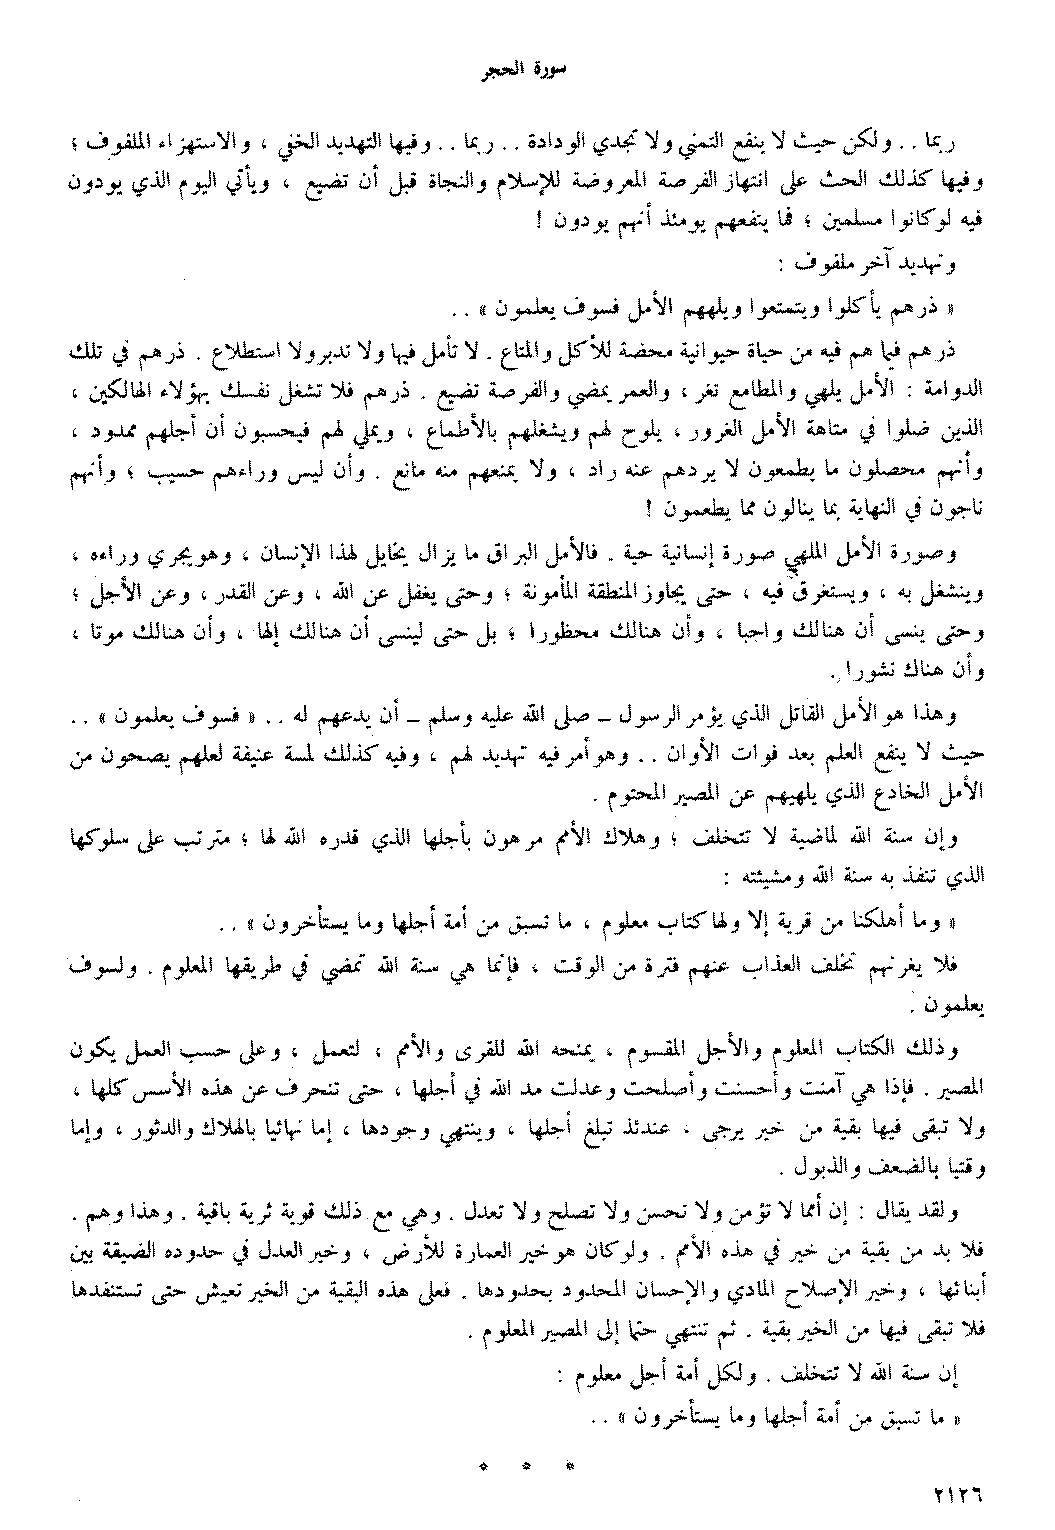 سورة الحجر
ربما .. ولكن حيث لا ينفع التمني ولا تجدي الودادة .. ربما .. وفيها التهديد الخفي ، والاستهزاء الملفوف ؛
وفيها كذلك الحث على انتهاز الفرصة المعروضة للإسلام والنجاة قبل أن تضيع ، ويأتي اليوم الذي يودون
فيه لو كانوا مسلمين ؛ فما ينفعهم يومئذ أنهم يودون !
وتهديد آخر ملفوف :
« ذرهم يأكلوا ويتمتعوا ويلههم الأمل فسوف يعلمون » ..
ذرهم فيما هم فيه من حياة حيوانية محضة للأكل والمتاع . لا تأمل فيها ولا تدبر ولا استطلاع . ذرهم في تلك
الدوامة : الأمل يلهي والمطامع تغر ، والعمر يمضي والفرصة تضيع . ذرهم فلا تشغل نفسك بهؤلاء الهالكين ،
الذين ضلوا في متاهة الأمل الغرور ، يلوح لهم ويشغلهم بالأطماع ، ويملي لهم فيحسبون أن أجلهم ممدود ،
وأنهم محصلون ما يطمعون لا يردهم عنه راد ، ولا يمنعهم منه مانع . وأن ليس وراءهم حسيب ؛ وأنهم
ناجون في النهاية بما ينالون مما يطعمون !
وصورة الأمل الملهي صورة إنسانية حية . فالأمل البراق ما يزال يخايل لهذا الإنسان ، وهو يجري وراءه ،
وينشغل به ، ويستغرق فيه ، حتى يجاوز المنطقة المأمونة ؛ وحتى يغفل عن الله ، وعن القدر ، وعن الأجل ؛
وحتى ينسى أن هنالك واجبا ، وأن هنالك محظورا ؛ بل حتى لينسى أن هنالك إلها ، وأن هنالك موتا ،
وأن هناك نشورا .
وهذا هو الأمل القاتل الذي يؤمر الرسول – صلى الله عليه وسلم – أن يدعهم له .. « فسوف يعلمون » ..
حيث لا ينفع العلم بعد فوات الأوان .. وهو أمر فيه تهديد لهم ، وفيه كذلك لمسة عنيفة لعلهم يصحون من
الأمل الخادع الذي يلهيهم عن المصير المحتوم .
وإن سنة الله لماضية لا تتخلف ؛ وهلاك الأمم مرهون بأجلها الذي قدره الله لها ؛ مترتب على سلوكها
الذي تنفذ به سنة الله ومشيئته :
« وما أهلكنا من قرية إلا ولها كتاب معلوم ، ما تسبق من أمة أجلها وما يستأخرون » ..
فلا يغرنهم تخلف العذاب عنهم فترة من الوقت ، فإنما هي سنة الله تمضي في طريقها المعلوم . ولسوف
يعلمون .
وذلك الكتاب المعلوم والأجل المقسوم ، يمنحه الله للقرى والأمم ، لتعمل ، وعلى حسب العمل يكون
المصير . فإذا هي آمنت وأحسنت وأصلحت وعدلت مد الله في أجلها ، حتى تنحرف عن هذه الأسس كلها ،
ولا تبقى فيها بقية من خير يرجى ، عندئذ تبلغ أجلها ، وينتهي وجودها ، إما نهائيا بالهلاك والدثور ، وإما
وقتيا بالضعف والذبول .
ولقد يقال : إن أمما لا تؤمن ولا تحسن ولا تصلح ولا تعدل . وهي مع ذلك قوية ثرية باقية . وهذا وهم .
فلا بد من بقية من خير في هذه الأمم . ولو كان هو خير العمارة للأرض ، وخير العدل في حدوده الضيقة بين
أبنائها ، وخير الإصلاح المادي والإحسان المحدود بحدودها . فعلى هذه البقية من الخير تعيش حتى تستنفدها
فلا تبقى فيها من الخير بقية . ثم تنتهي حتما إلى المصير المعلوم .
إن سنة الله لا تتخلف . ولكل أمة أجل معلوم :
« ما تسبق من أمة أجلها وما يستأخرون » ..
* * *
٢١٢٦